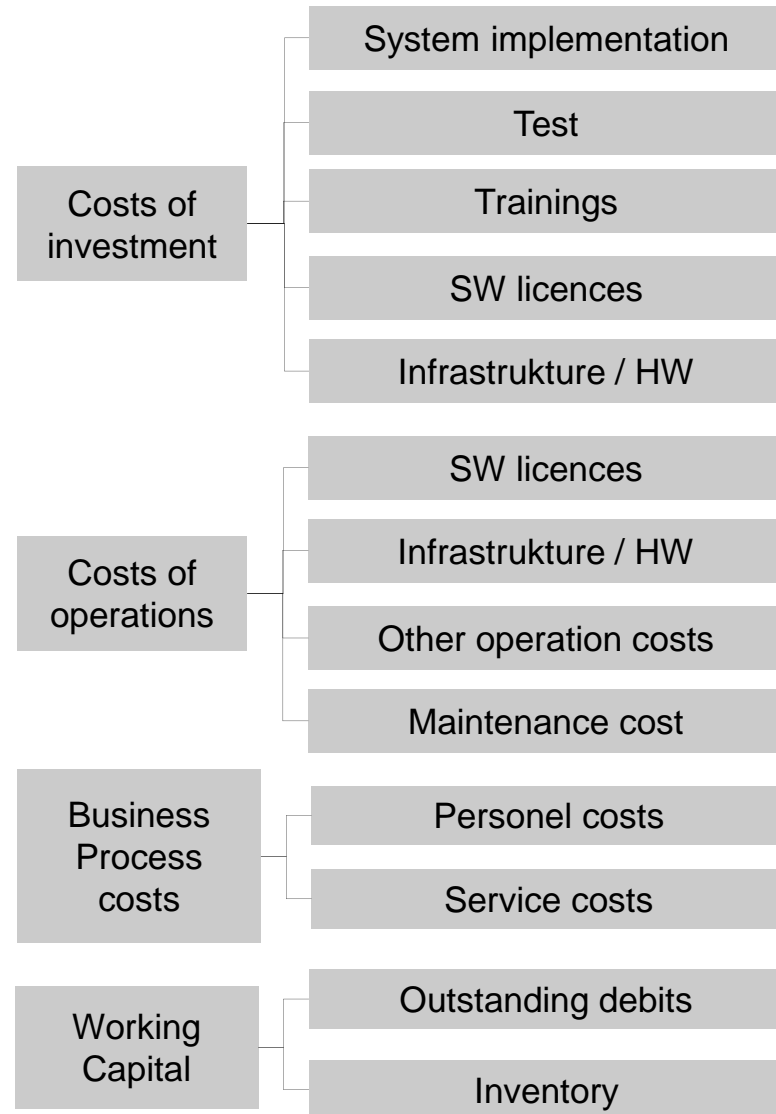 Costs of
investment
System implementation
Test
Trainings
SW licences
Infrastrukture / HW
Costs of
operations
SW licences
Infrastrukture / HW
Other operation costs
Maintenance cost
Business
Process
costs
Personel costs
Service costs
Working
Capital
Outstanding debits
Inventory